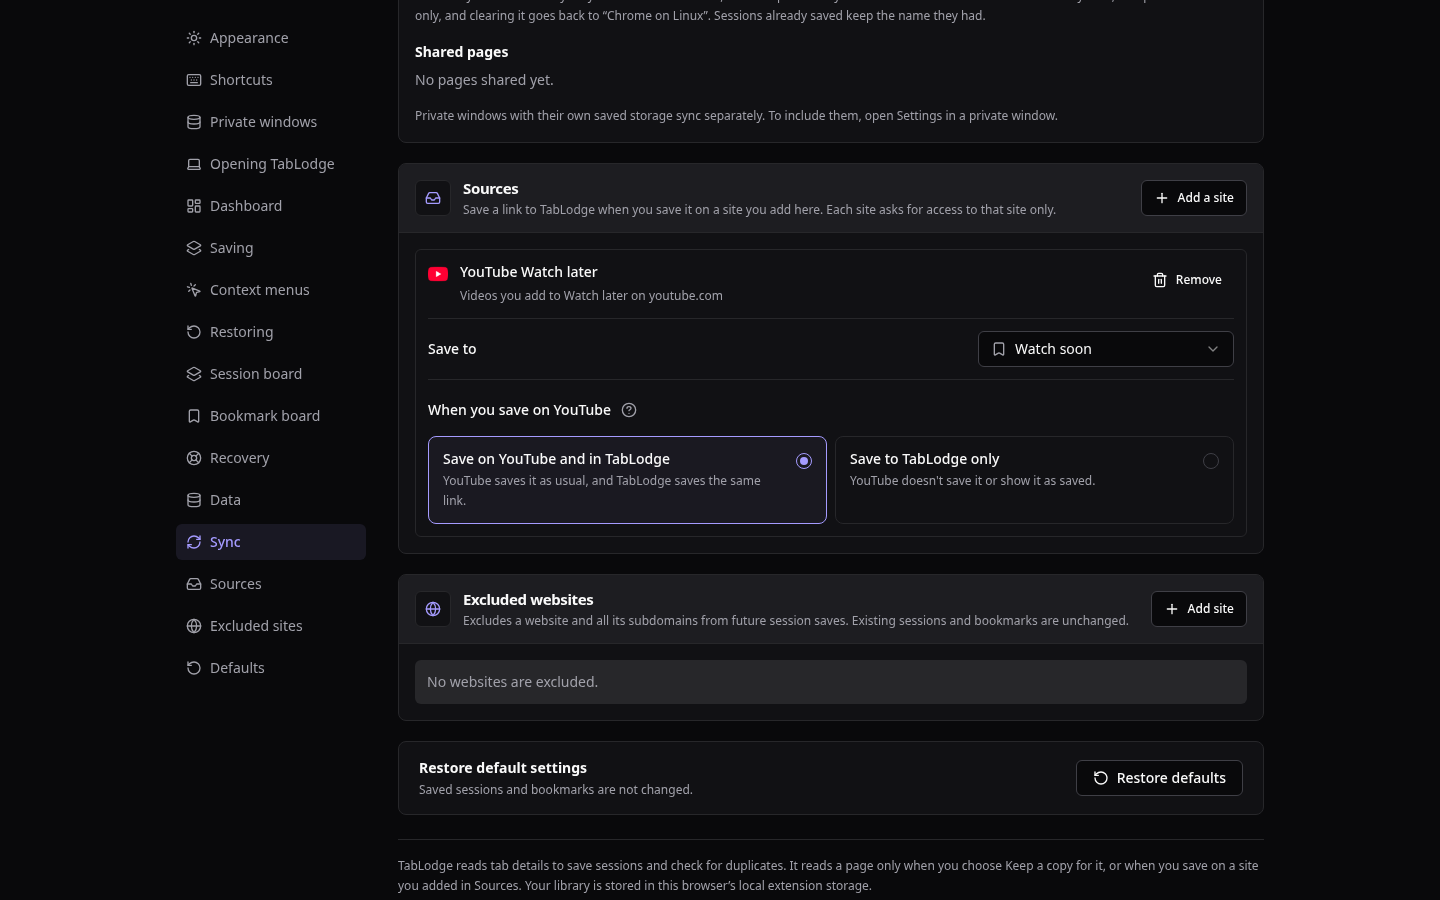 Appearance
Shortcuts
Private windows
Opening TabLodge
Dashboard
Saving
Context menus
Restoring
Session board
Bookmark board
Recovery
Data
Sync
Sources
Excluded sites
Defaults
only, and clearing it goes back to “Chrome on Linux”. Sessions already saved keep the name they had.
Shared pages
No pages shared yet.
Private windows with their own saved storage sync separately. To include them, open Settings in a private window.
Sources
Save a link to TabLodge when you save it on a site you add here. Each site asks for access to that site only.
Add a site
YouTube Watch later
Videos you add to Watch later on youtube.com
Remove
Save to
Watch soon
When you save on YouTube
Save on YouTube and in TabLodge
YouTube saves it as usual, and TabLodge saves the same
link.
Save to TabLodge only
YouTube doesn't save it or show it as saved.
Excluded websites
Excludes a website and all its subdomains from future session saves. Existing sessions and bookmarks are unchanged.
Add site
No websites are excluded.
Restore default settings
Saved sessions and bookmarks are not changed.
Restore defaults
TabLodge reads tab details to save sessions and check for duplicates. It reads a page only when you choose Keep a copy for it, or when you save on a site
you added in Sources. Your library is stored in this browser’s local extension storage.